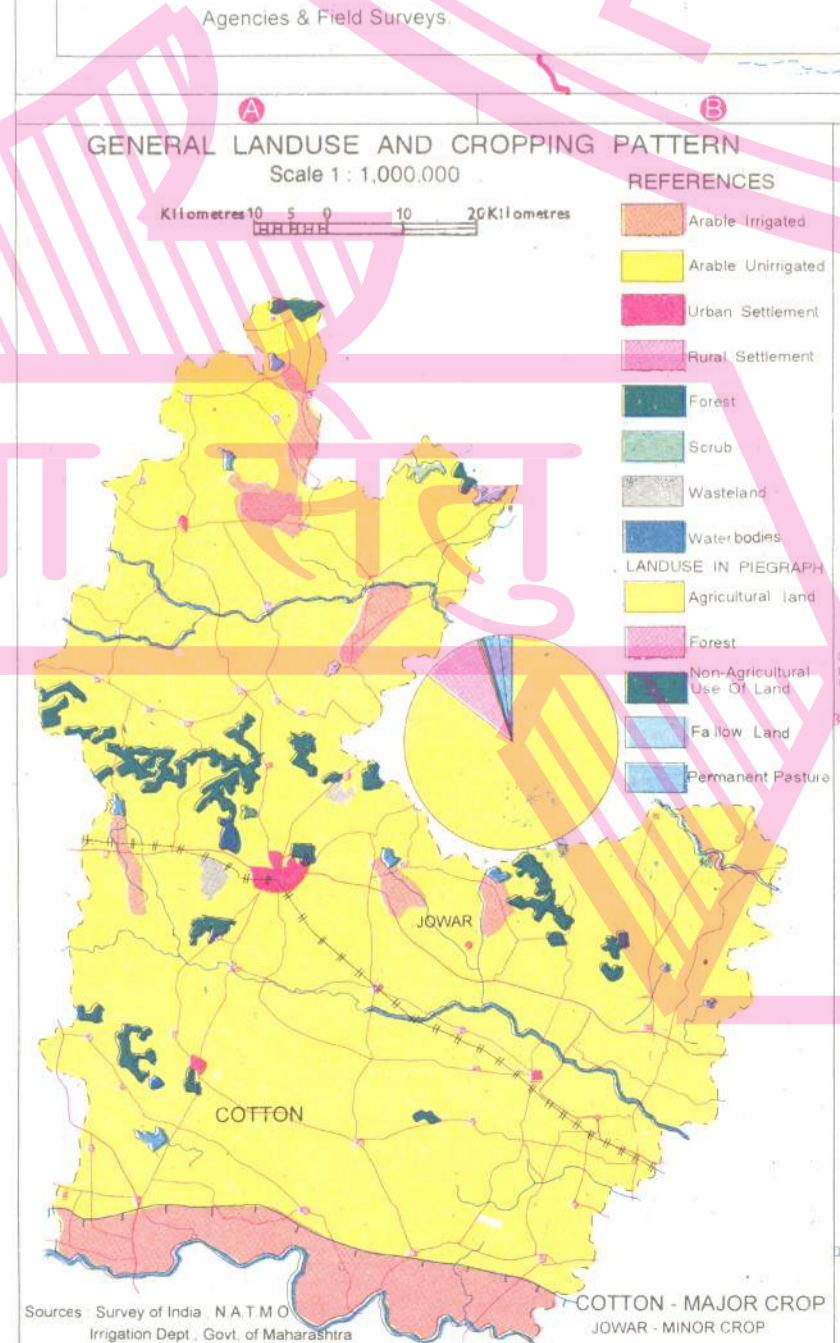 Agencies & Field Surveys.
A
B
GENERAL LANDUSE AND CROPPING PATTERN
Scale 1 : 1,000,000
Kilometres 10 5 0 10 20 Kilometres
REFERENCES
Arable Irrigated
Arable Unirrigated
Urban Settlement
Rural Settlement
Forest
Scrub
Wasteland
Waterbodies
LANDUSE IN PIEGRAPH
Agricultural land
Forest
Non-Agricultural
Use Of Land
Fallow Land
Permanent Pasture
JOWAR
COTTON
COTTON - MAJOR CROP
JOWAR - MINOR CROP
Sources : Survey of India , N.A.T.M.O
Irrigation Dept., Govt. of Maharashtra